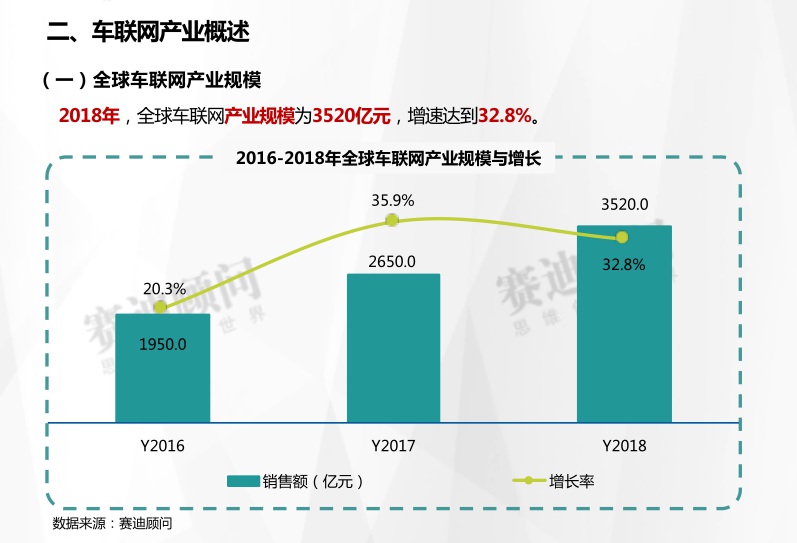 二、车联网产业概述
（一）全球车联网产业规模
2018年，全球车联网产业规模为3520亿元，增速达到32.8%。
2016-2018年全球车联网产业规模与增长
35.9%
3520.0
2650.0
32.8%
20.3%
1950.0
赛迪顾问
世界
赛迪
思维
Y2016 Y2017 Y2018
销售额（亿元） 增长率
数据来源：赛迪顾问